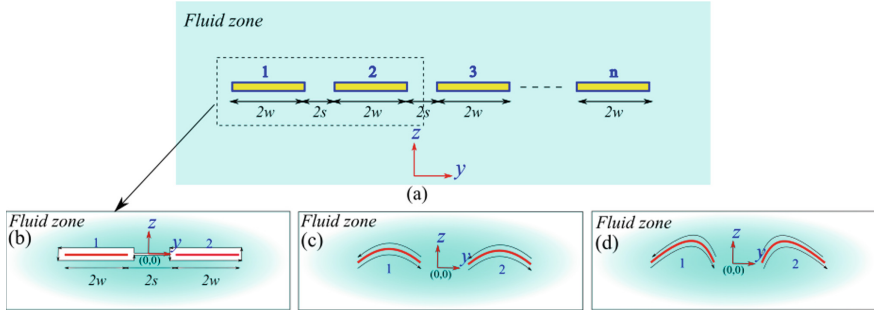 Fluid zone
1 2 3 n
2w 2s 2w 2s 2w 2w
z
y
(a)
Fluid zone
(b)
z
1 y 2
(0,0)
2w 2s 2w
Fluid zone
(c)
z
y
(0,0)
1 2
Fluid zone
(d)
z
y
(0,0)
1 2